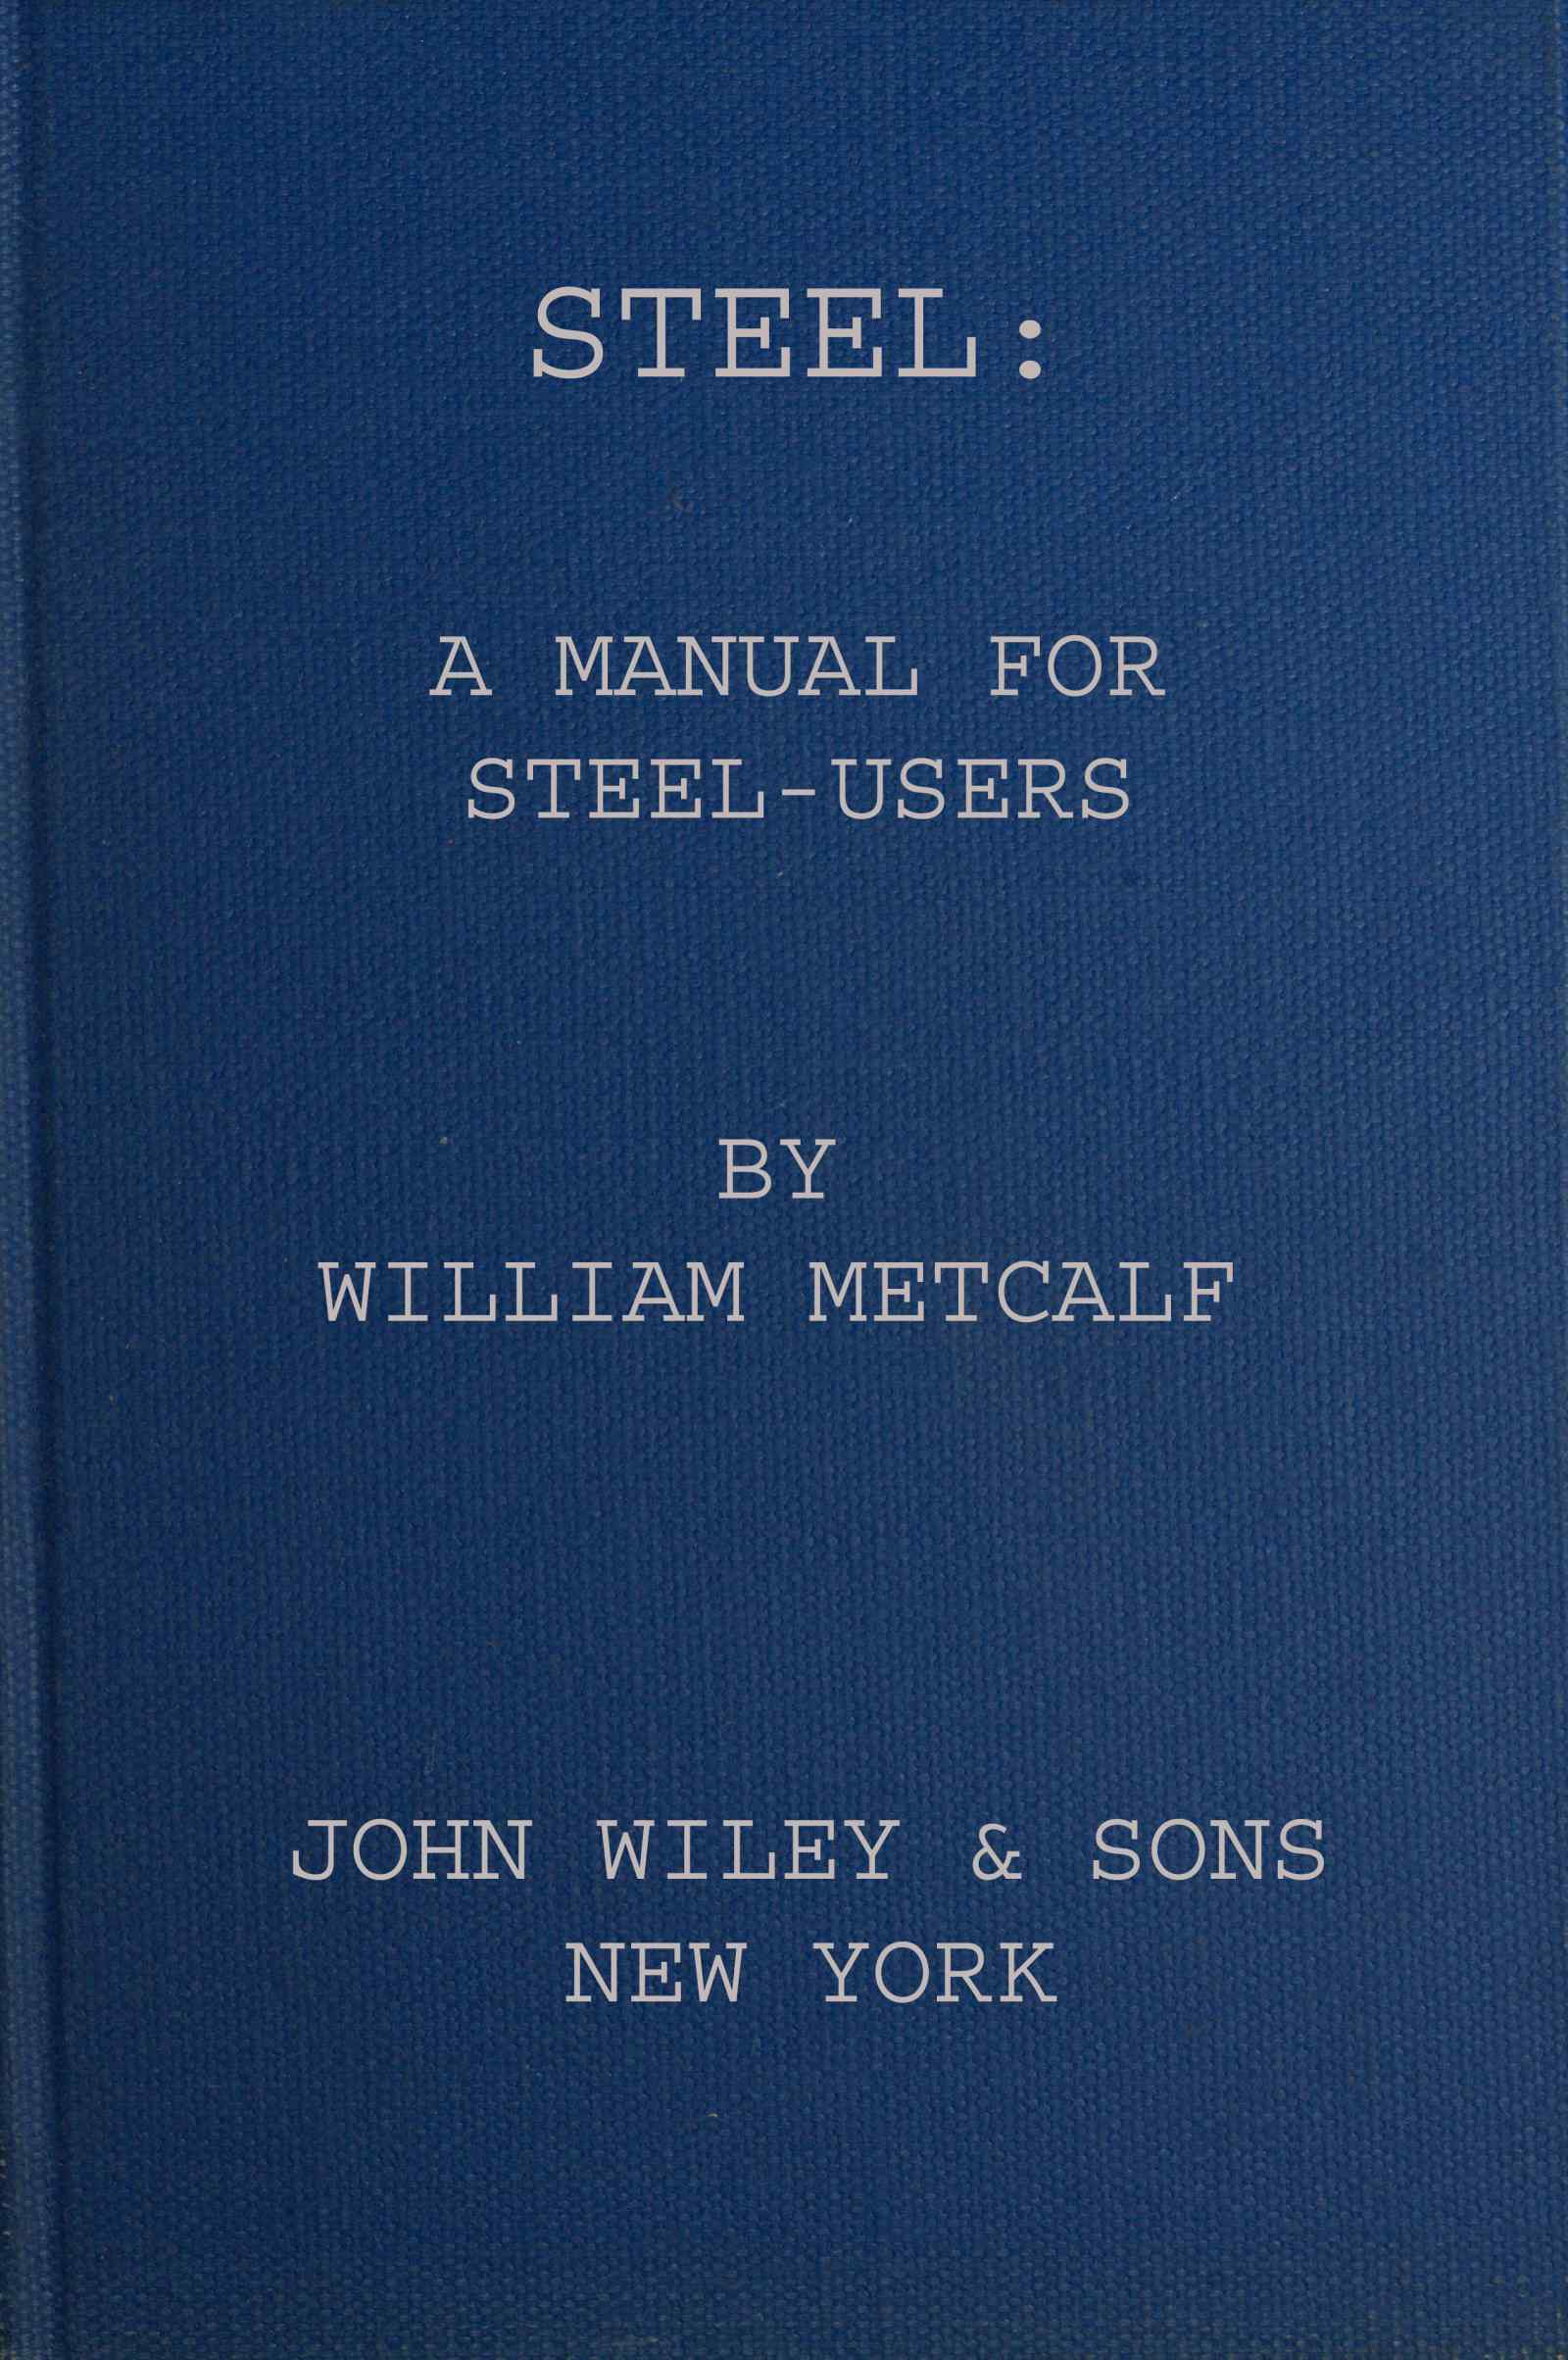 STEEL:
A MANUAL FOR
STEEL-USERS
BY
WILLIAM METCALF
JOHN WILEY & SONS
NEW YORK